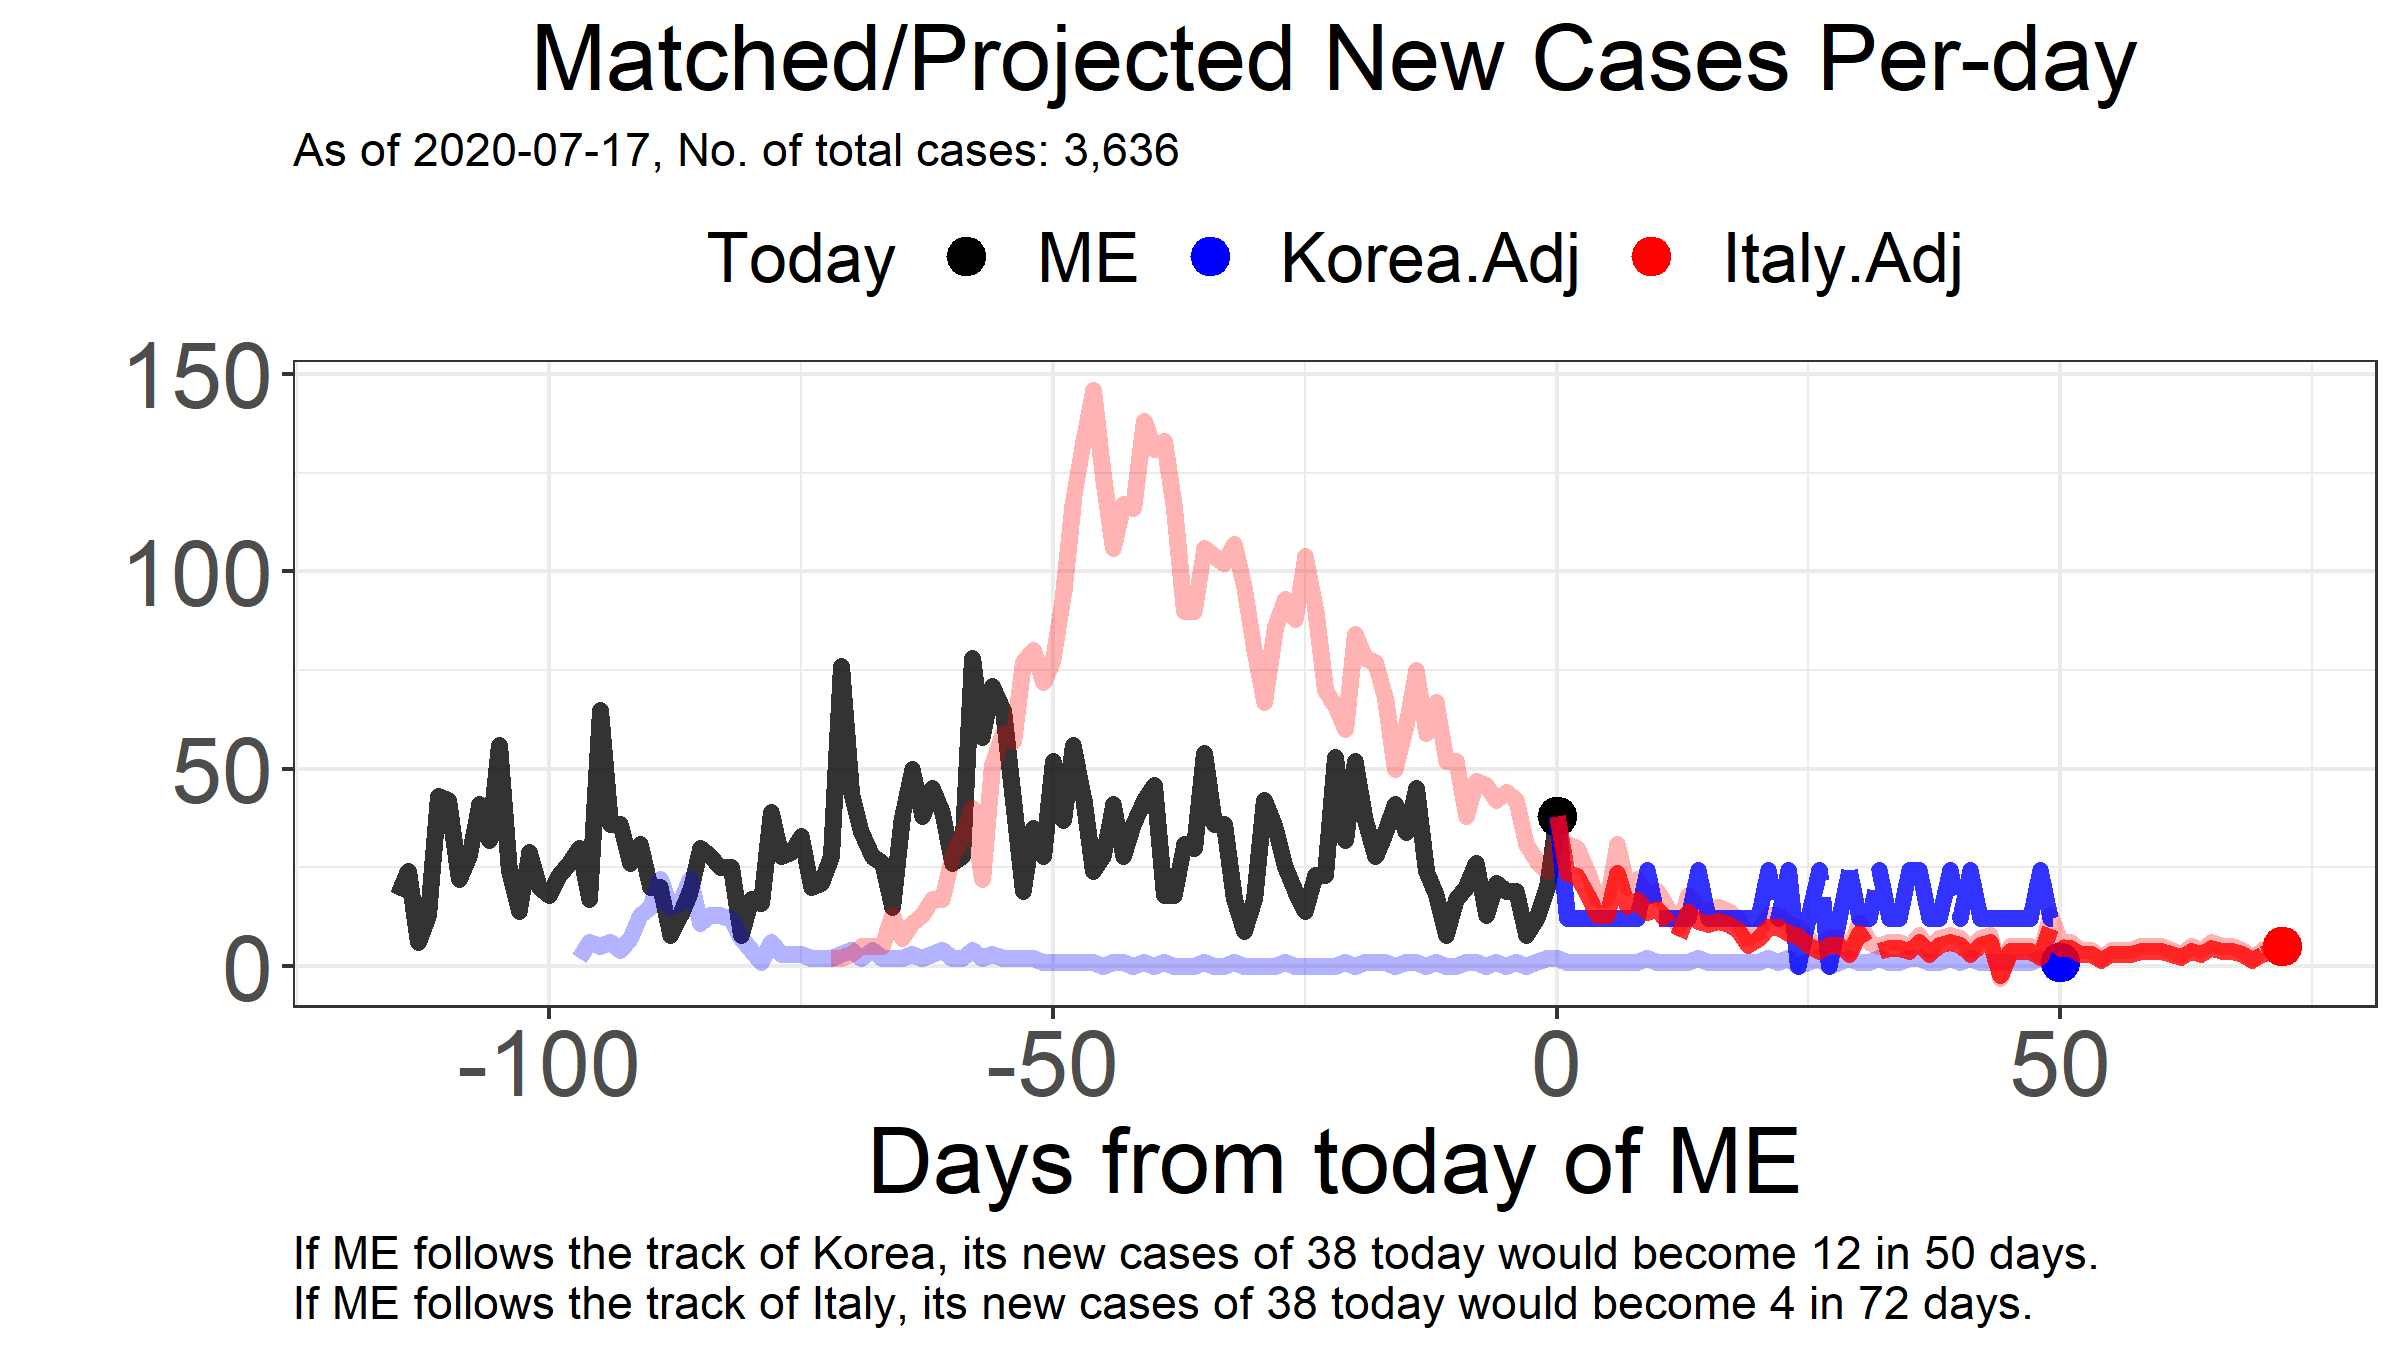 Matched/Projected New Cases Per-day
As of 2020-07-17, No. of total cases: 3,636
Today ME Korea.Adj Italy.Adj
150
100
50
0
-100 -50 0 50
Days from today of ME
If ME follows the track of Korea, its new cases of 38 today would become 12 in 50 days.
If ME follows the track of Italy, its new cases of 38 today would become 4 in 72 days.